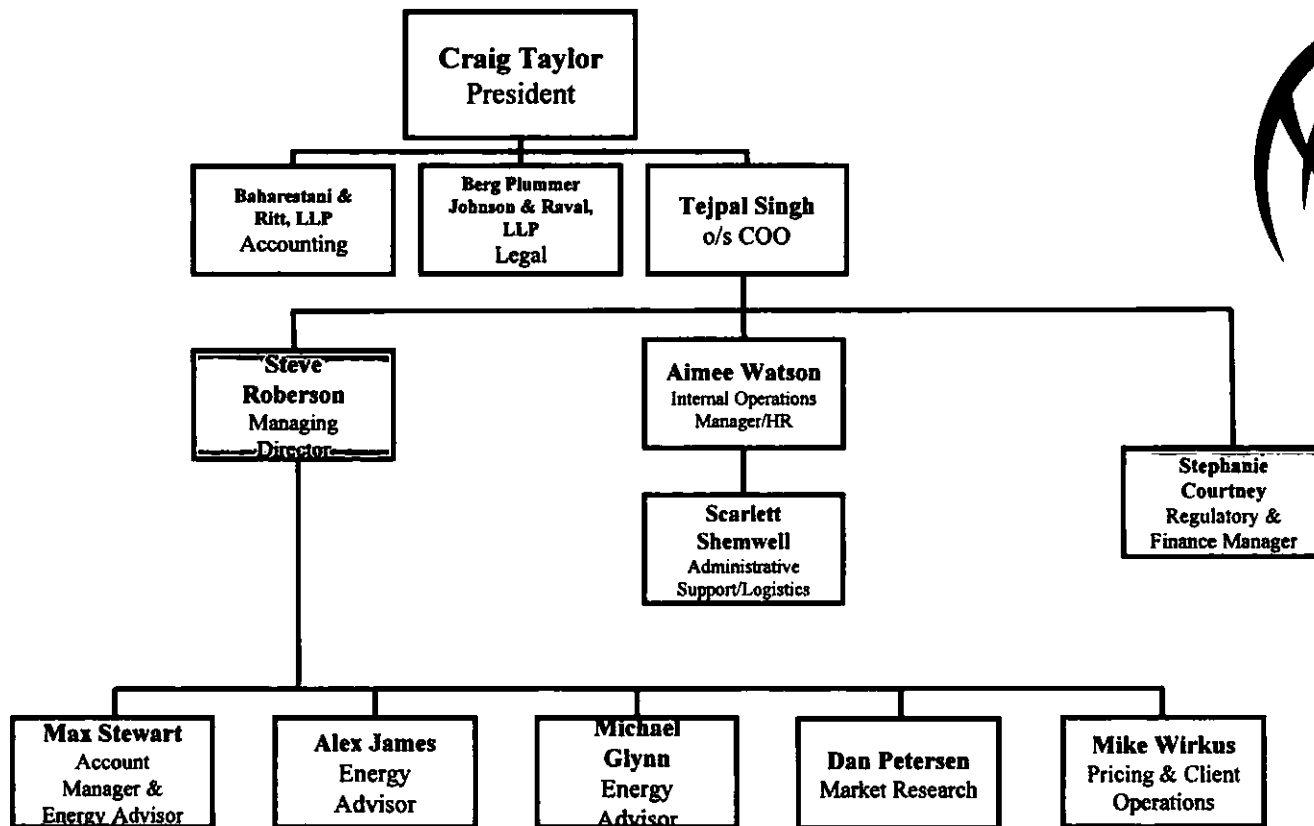 Craig Taylor
President
Baharestani &
Ritt, LLP
Accounting
Berg Plummer
Johnson & Raval,
LLP
Legal
Tejpal Singh
o/s COO
Steve
Roberson
Managing
Director
Aimee Watson
Internal Operations
Manager/HR
Stephanie
Courtney
Regulatory &
Finance Manager
Scarlett
Shemwell
Administrative
Support/Logistics
Max Stewart
Account
Manager &
Energy Advisor
Alex James
Energy
Advisor
Michael
Glynn
Energy
Advisor
Dan Petersen
Market Research
Mike Wirkus
Pricing & Client
Operations